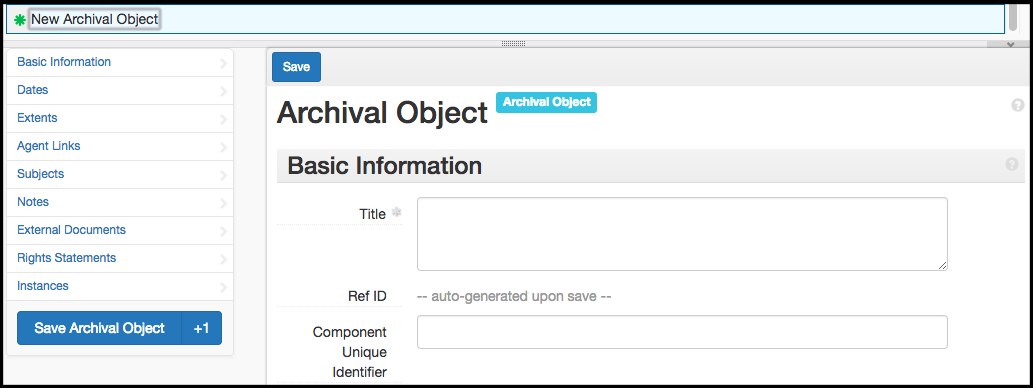 New Archival Object
Basic Information
Dates
Extents
Agent Links
Subjects
Notes
External Documents
Rights Statements
Instances
Save Archival Object +1
Save
Archival Object Archival Object
Basic Information
Title
Ref ID -- auto-generated upon save --
Component
Unique
Identifier